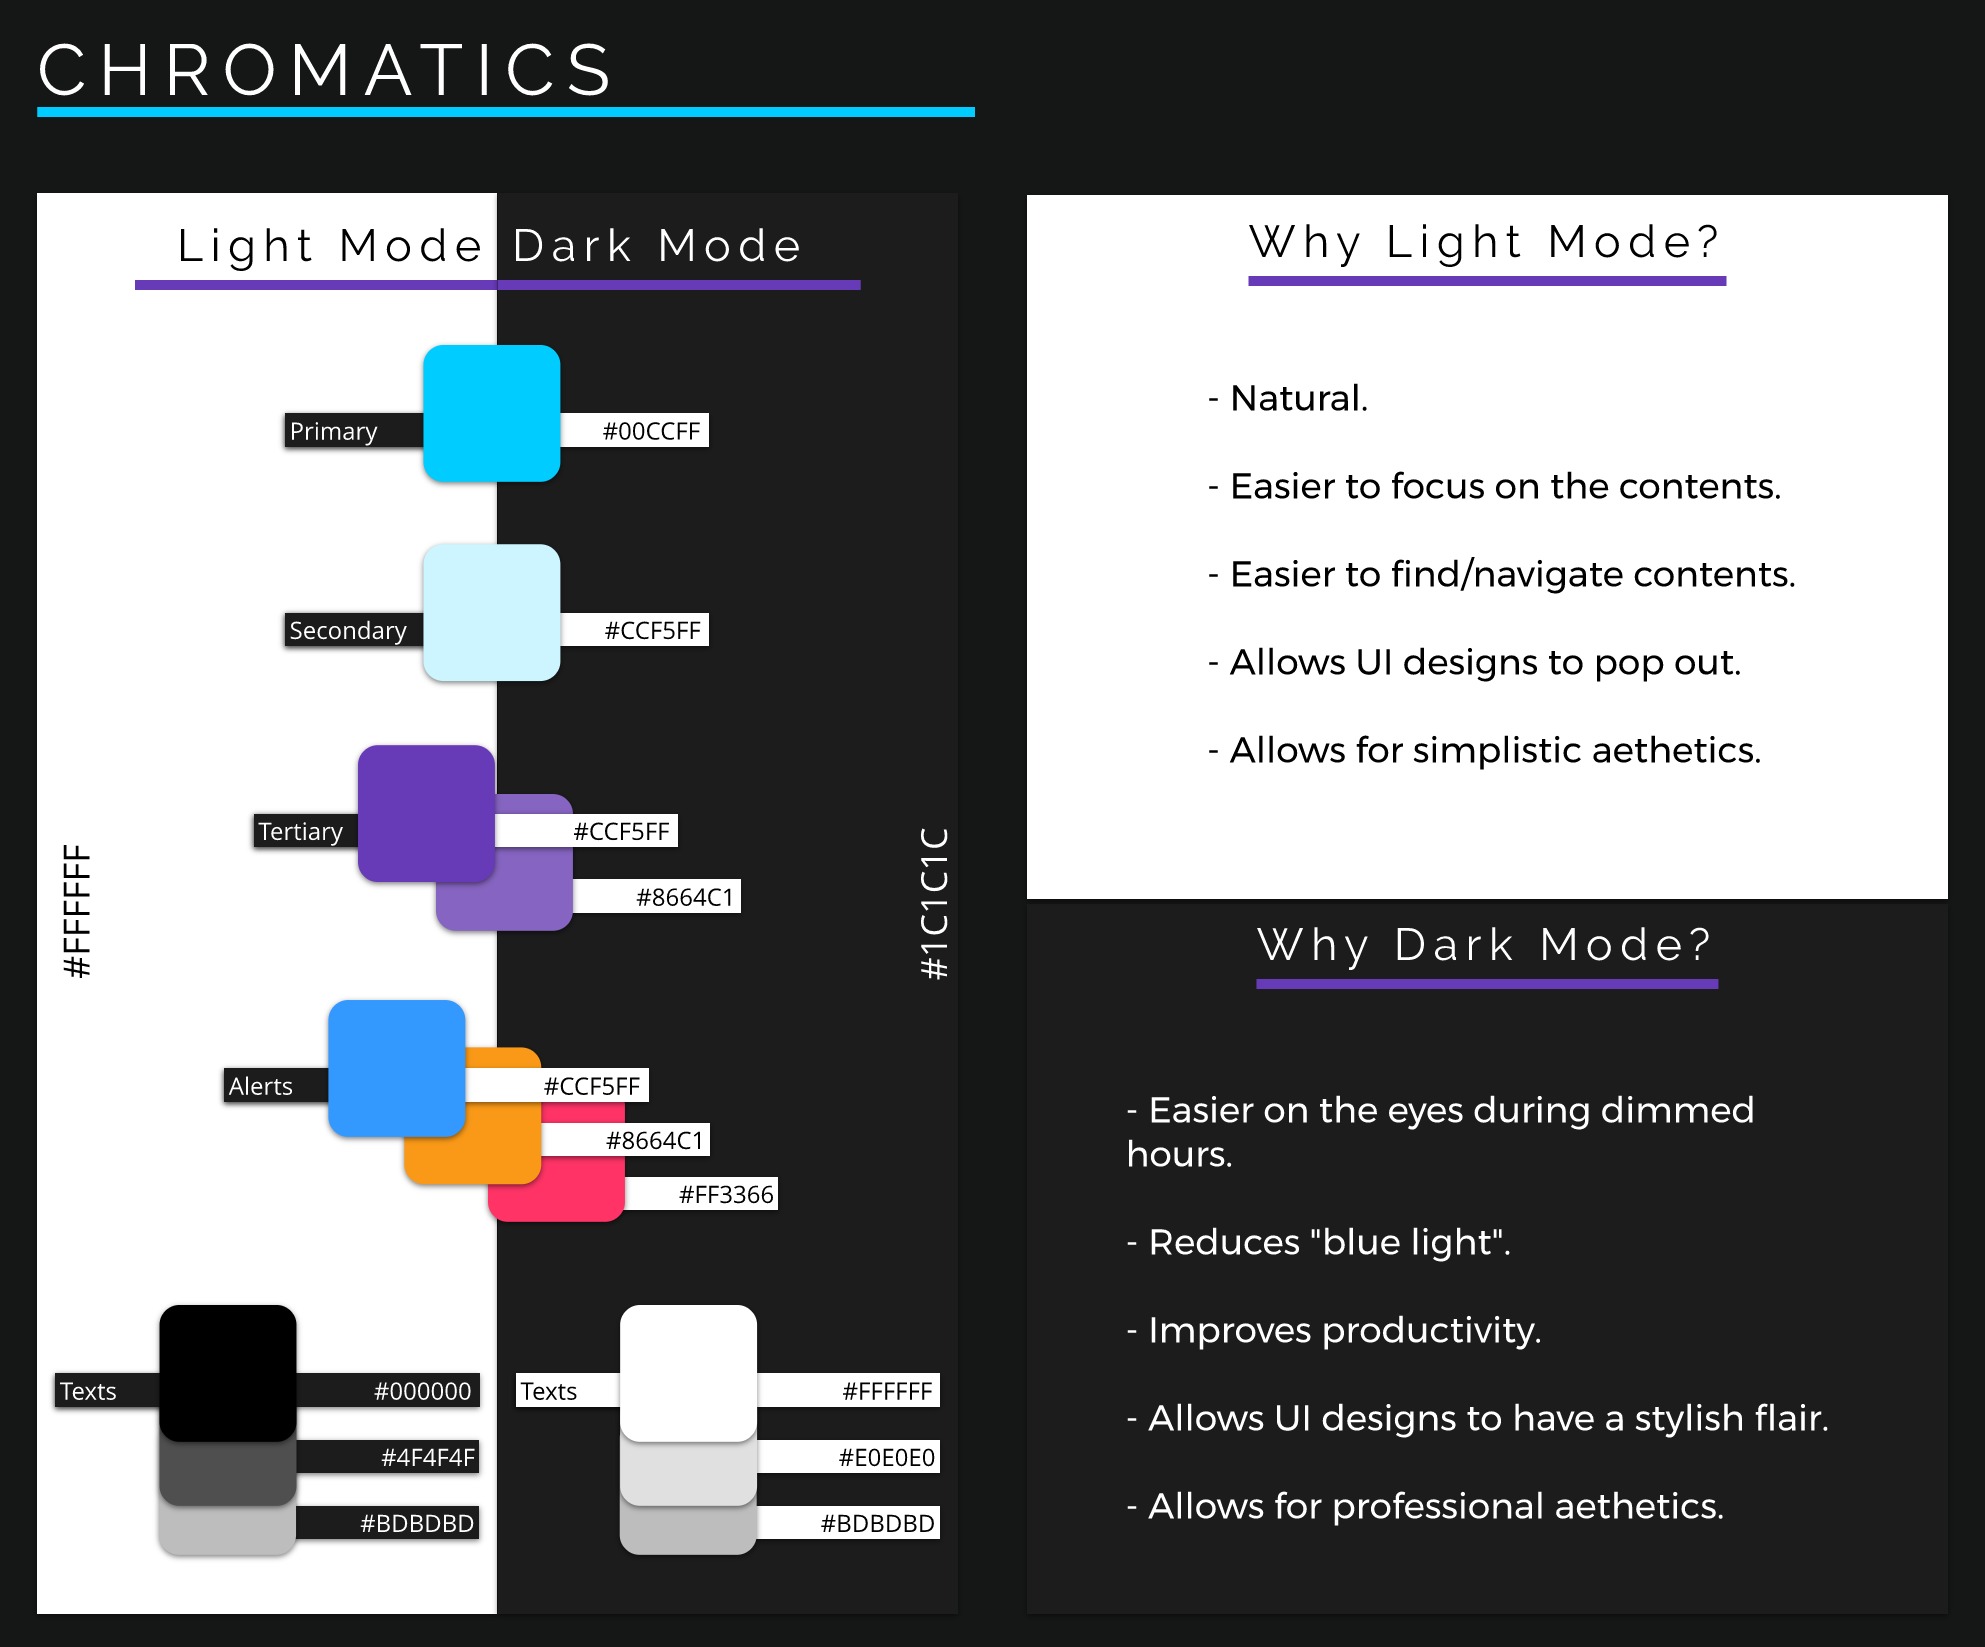 CHROMATICS
Light Mode
Dark Mode
Primary
#00CCFF
Secondary
#CCF5FF
Tertiary
#CCF5FF
#8664C1
#FFFFFF
#1C1C1C
Alerts
#CCF5FF
#8664C1
#FF3366
Texts
#000000
#4F4F4F
#BDBDBD
Texts
#FFFFFF
#E0E0E0
#BDBDBD
Why Light Mode?
- Natural.
- Easier to focus on the contents.
- Easier to find/navigate contents.
- Allows UI designs to pop out.
- Allows for simplistic aethetics.
Why Dark Mode?
- Easier on the eyes during dimmed
hours.
- Reduces "blue light".
- Improves productivity.
- Allows UI designs to have a stylish flair.
- Allows for professional aethetics.